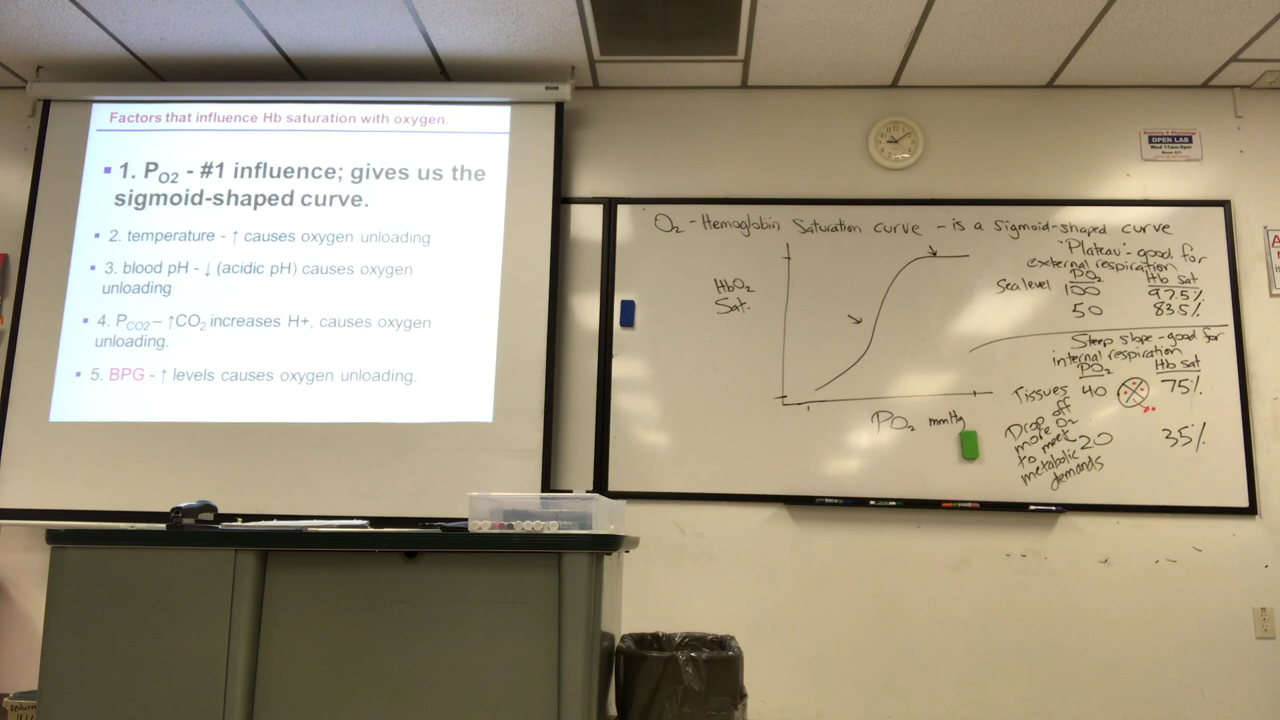 Factors that influence Hb saturation with oxygen.
1. PO2 - #1 influence; gives us the
sigmoid-shaped curve.
2. temperature - ↑ causes oxygen unloading
3. blood pH - ↓ (acidic pH) causes oxygen
unloading
4. PCO2 – ↑CO2 increases H+, causes oxygen
unloading.
5. BPG - ↑ levels causes oxygen unloading.
OPEN LAB
Wed 11am-3pm
O2 - Hemoglobin Saturation curve - is a sigmoid-shaped curve
"Plateau" - good for
external respiration
PO2 Hb sat
Sea level 100 97.5%
50 83.5%
HbO2
Sat.
PO2 mmHg
Steep slope - good for
internal respiration
PO2 Hb sat
Tissues 40 75%
Drop off
more O2
to meet 20 35%
metabolic
demands
Return